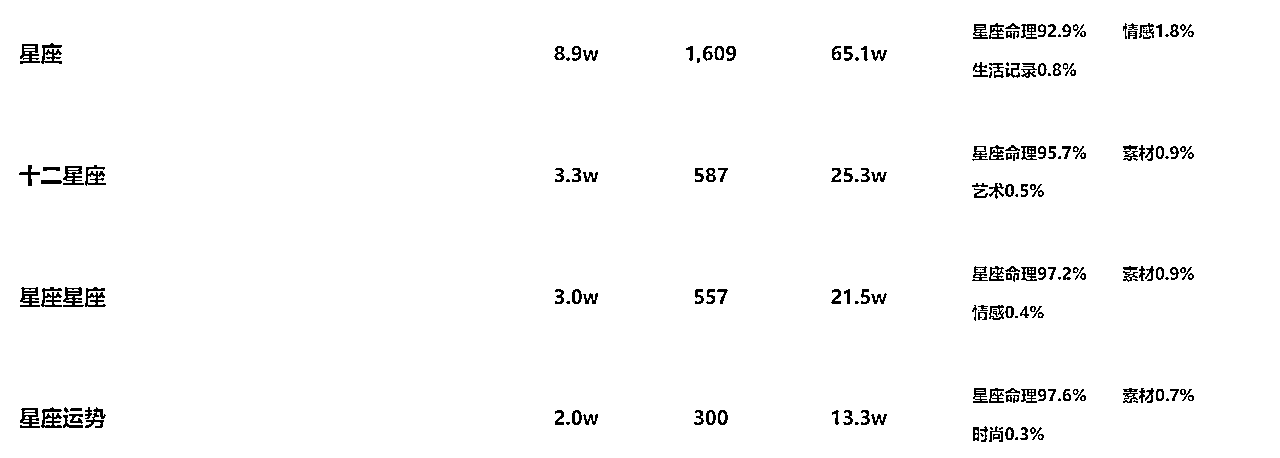 星座命理92.9% 情感1.8%
星座 8.9w 1,609 65.1w
生活记录0.8%
星座命理95.7% 素材0.9%
十二星座 3.3w 587 25.3w
艺术0.5%
星座命理97.2% 素材0.9%
星座星座 3.0w 557 21.5w
情感0.4%
星座命理97.6% 素材0.7%
星座运势 2.0w 300 13.3w
时尚0.3%